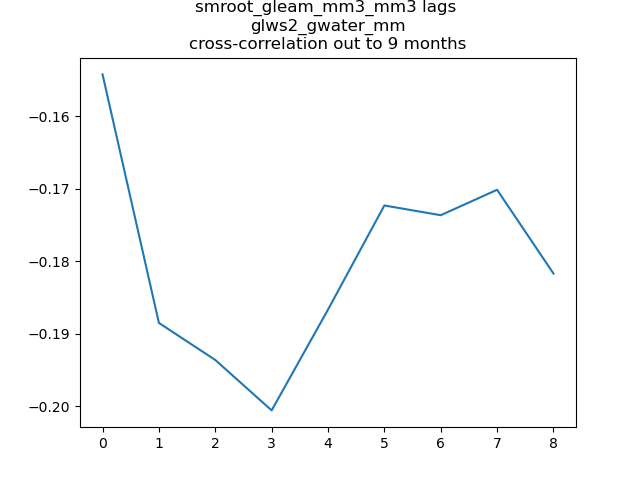 smroot_gleam_mm3_mm3 lags
glws2_gwater_mm
cross-correlation out to 9 months
−0.16
−0.17
−0.18
−0.19
−0.20
0 1 2 3 4 5 6 7 8